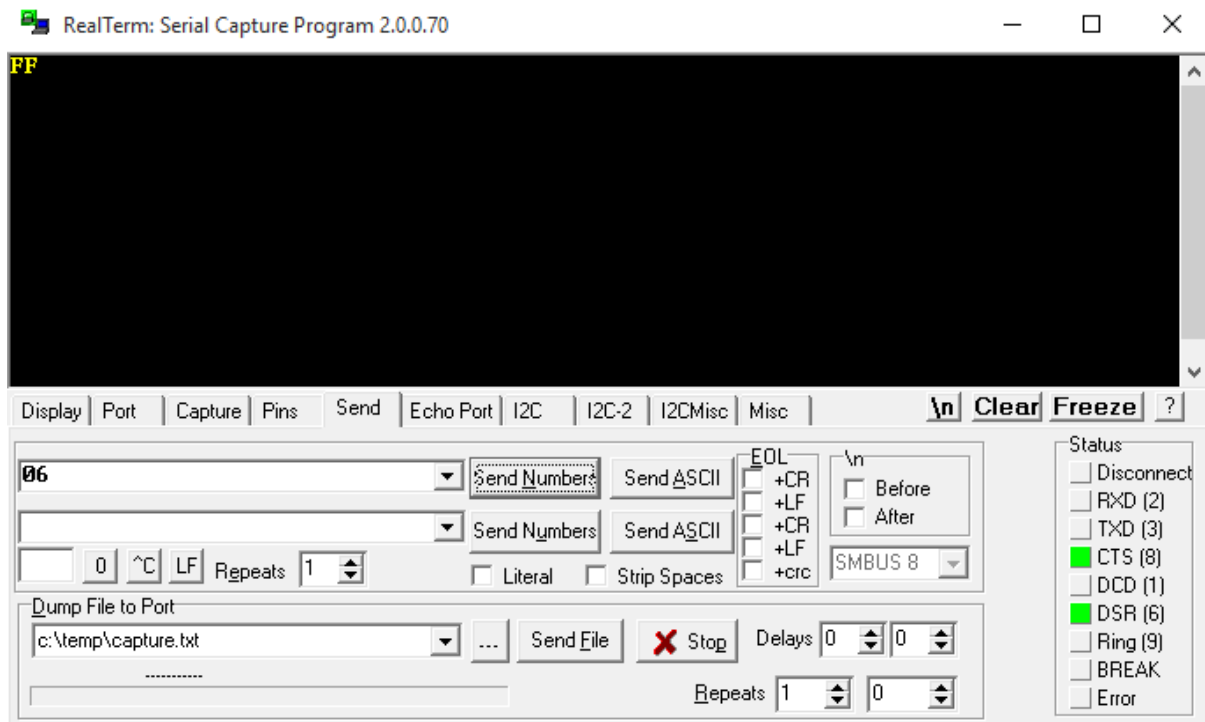 RealTerm: Serial Capture Program 2.0.0.70
FF
Display Port Capture Pins Send Echo Port I2C I2C-2 I2CMisc Misc \n Clear Freeze ?
06
Send Numbers Send ASCII
EOL
+CR
+LF
+CR
+LF
+crc
\n
Before
After
Send Numbers Send ASCII
0 ^C LF Repeats 1
Literal Strip Spaces
SMBUS 8
Dump File to Port
c:\temp\capture.txt ... Send File Stop Delays 0 0
-----------
Repeats 1 0
Status
Disconnect
RXD (2)
TXD (3)
CTS (8)
DCD (1)
DSR (6)
Ring (9)
BREAK
Error